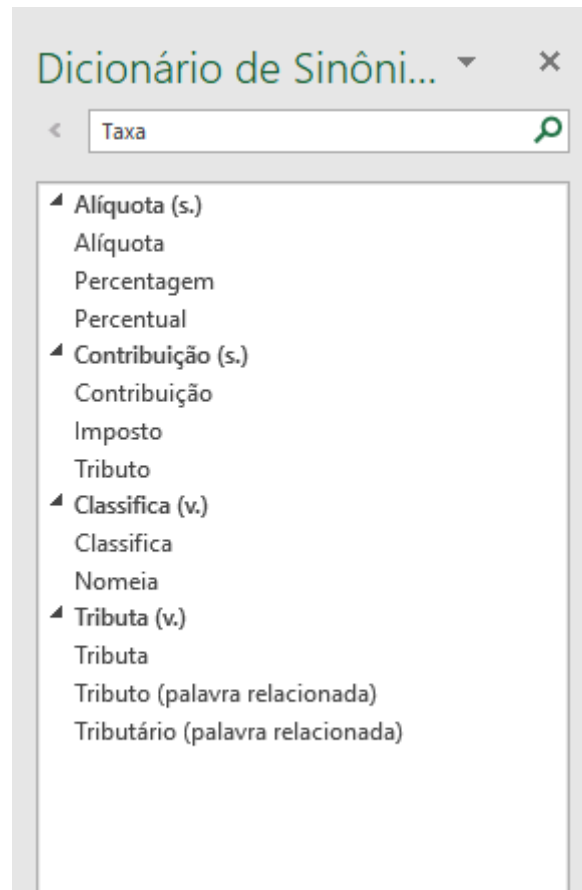 Dicionário de Sinôni...
Taxa
Alíquota (s.)
Alíquota
Percentagem
Percentual
Contribuição (s.)
Contribuição
Imposto
Tributo
Classifica (v.)
Classifica
Nomeia
Tributa (v.)
Tributa
Tributo (palavra relacionada)
Tributário (palavra relacionada)